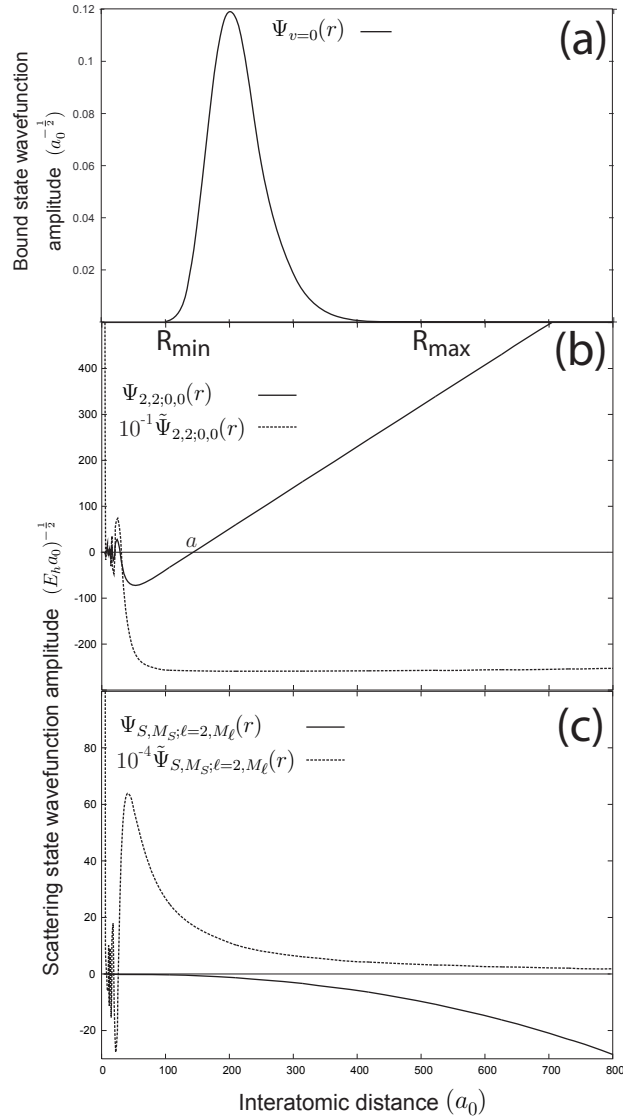 0.12
Ψ_{v=0}(r)
(a)
0.1
0.08
0.06
0.04
0.02
Bound state wavefunction
amplitude (a_0^{-1/2})
R_min
R_max
(b)
400
Ψ_{2,2;0,0}(r)
300
10^{-1} Ψ̃_{2,2;0,0}(r)
200
100
a
0
-100
-200
Scattering state wavefunction amplitude (E_h a_0)^{-1/2}
Ψ_{S,M_S;ℓ=2,M_ℓ}(r)
(c)
80
10^{-4} Ψ̃_{S,M_S;ℓ=2,M_ℓ}(r)
60
40
20
0
-20
0 100 200 300 400 500 600 700 800
Interatomic distance (a_0)